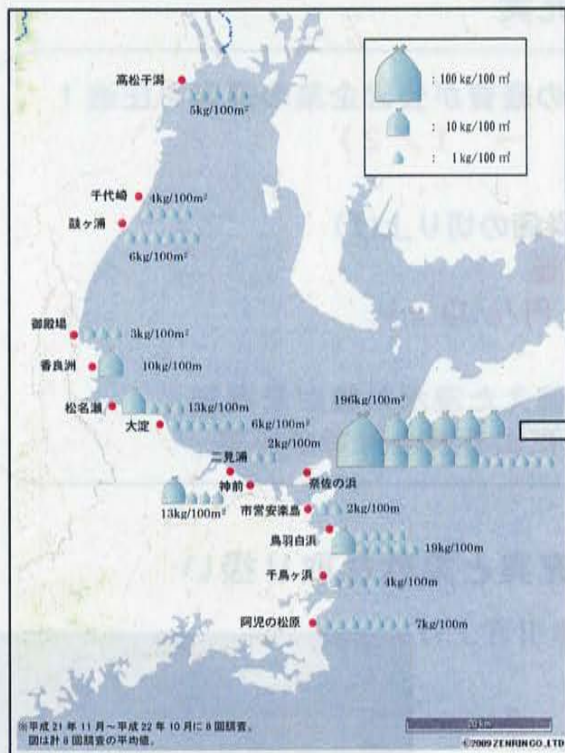 : 100 kg/100 ㎡
: 10 kg/100 ㎡
: 1 kg/100 ㎡
高松干潟
5kg/100m²
千代崎
4kg/100m²
鼓ヶ浦
6kg/100m²
御殿場
3kg/100m²
香良洲
10kg/100m
松名瀬
13kg/100m
大淀
6kg/100m²
196kg/100m²
2kg/100m
二見浦
神前
奈佐の浜
13kg/100m²
市営安楽島
2kg/100m
鳥羽白浜
19kg/100m
千鳥ヶ浜
4kg/100m
阿児の松原
7kg/100m
※平成21年11月～平成22年10月に8回調査。
図は計8回調査の平均値。
20 km
©2009 ZENRIN CO.,LTD